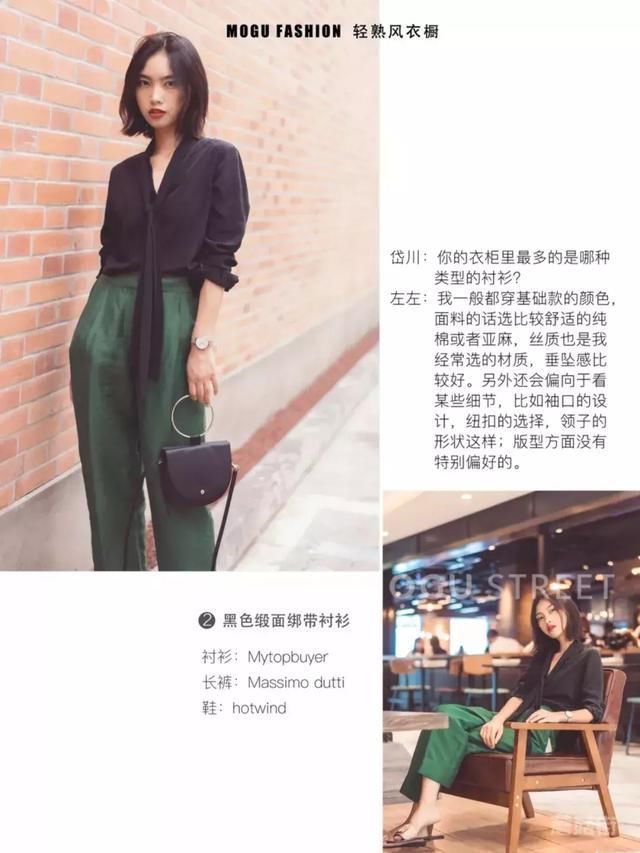 MOGU FASHION 轻熟风衣橱
岱川：你的衣柜里最多的是哪种
类型的衬衫？
左左：我一般都穿基础款的颜色，
面料的话选比较舒适的纯
棉或者亚麻，丝质也是我
经常选的材质，垂坠感比
较好。另外还会偏向于看
某些细节，比如袖口的设
计，纽扣的选择，领子的
形状这样；版型方面没有
特别偏好的。
OGU STREET
❷ 黑色缎面绑带衬衫
衬衫：Mytopbuyer
长裤：Massimo dutti
鞋：hotwind
蘑菇街